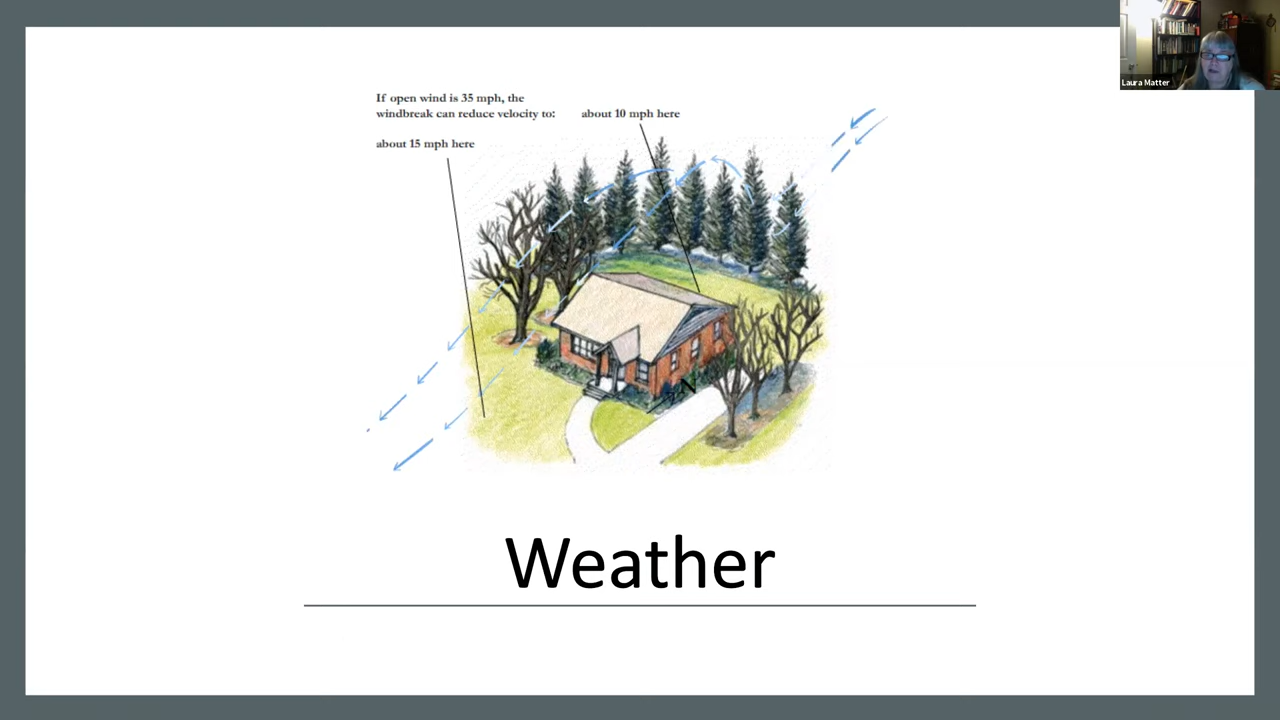 Laura Matter
If open wind is 35 mph, the
windbreak can reduce velocity to:
about 10 mph here
about 15 mph here
N
Weather